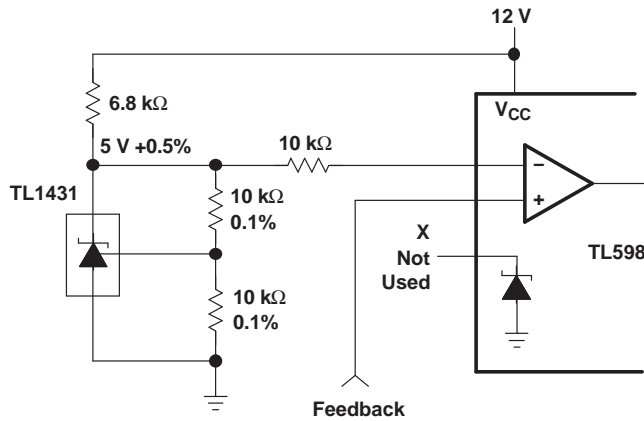 12 V
6.8 kΩ
VCC
5 V +0.5%
10 kΩ
TL1431
10 kΩ
0.1%
−
+
X
Not
Used
TL598
10 kΩ
0.1%
Feedback